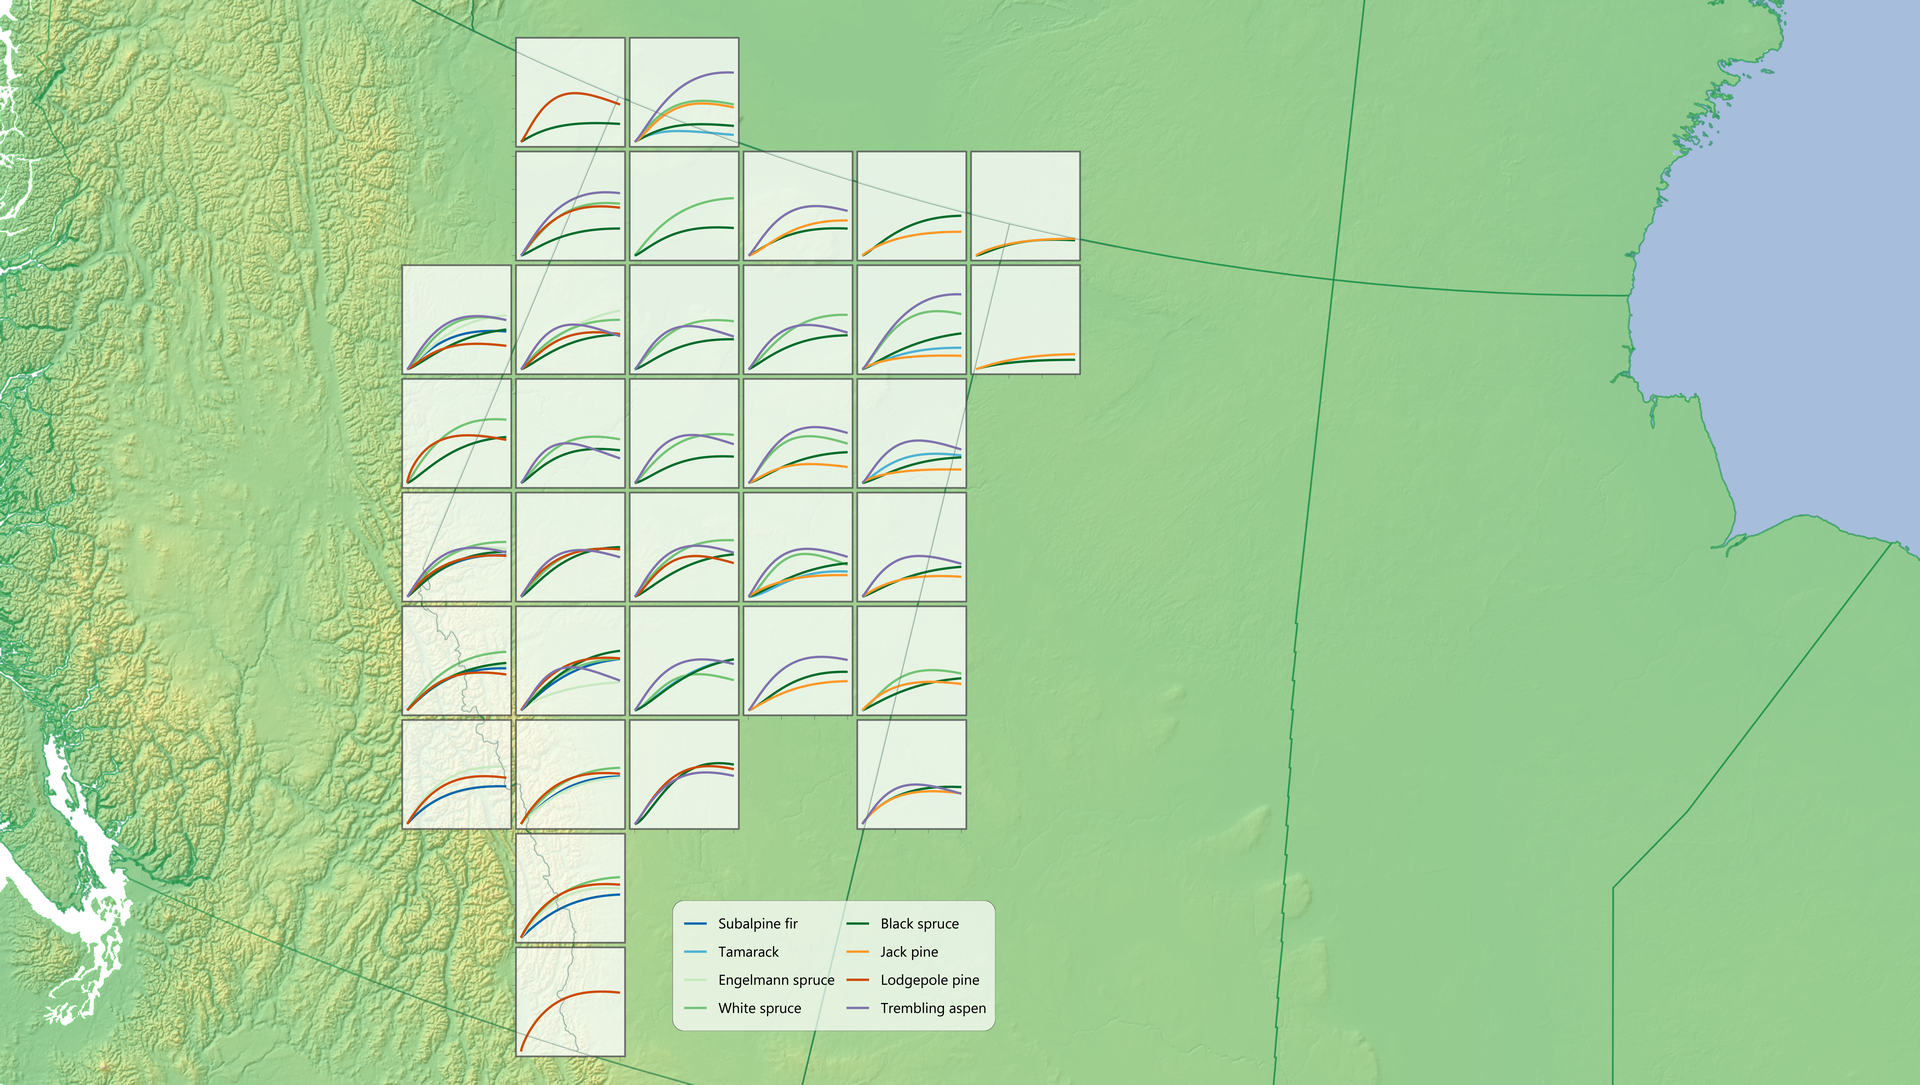 Subalpine fir
Tamarack
Engelmann spruce
White spruce
Black spruce
Jack pine
Lodgepole pine
Trembling aspen